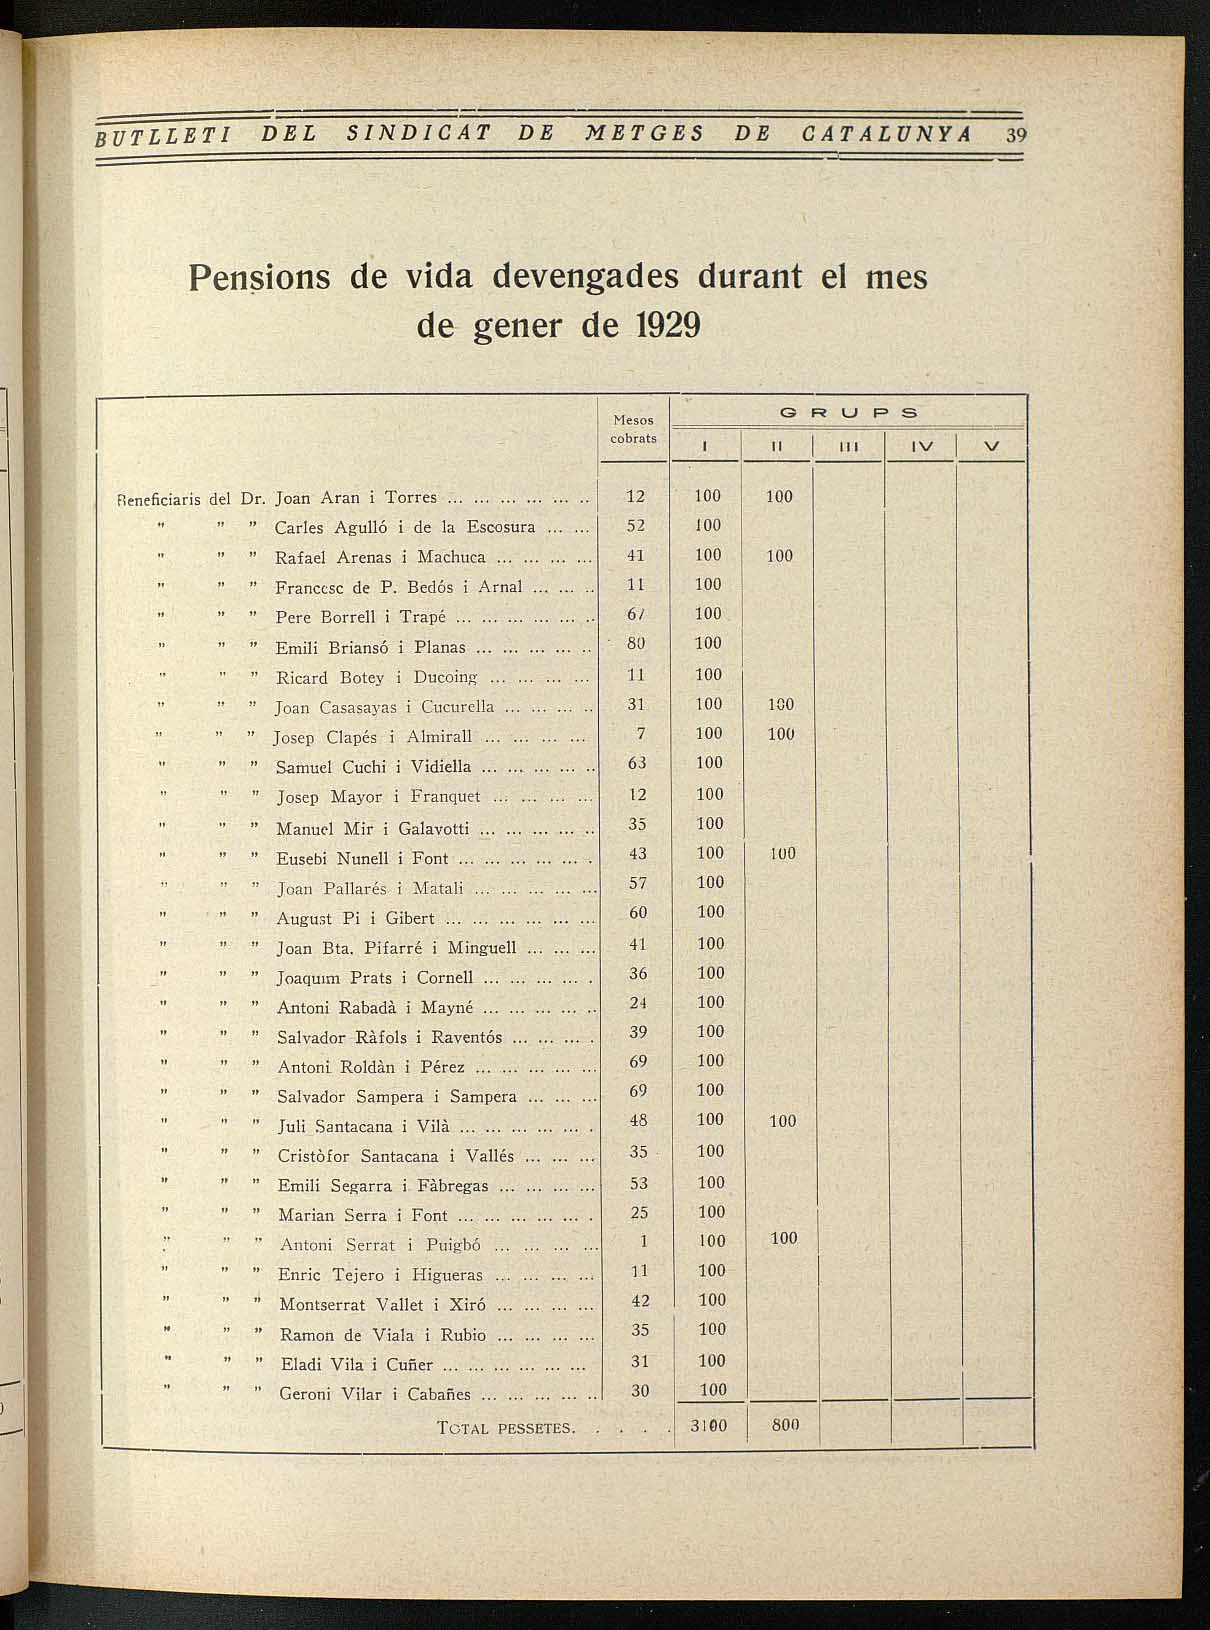 BUTLLETI DEL SINDICAT DE METGES DE CATALUNYA 39
Pensions de vida devengades durant el mes
de gener de 1929
Mesos cobrats GRUPS
I II III IV V
Beneficiaris del Dr. Joan Aran i Torres ... ... ... ... ... .. 12 100 100
" " " Carles Agulló i de la Escosura ... ... 52 100
" " " Rafael Arenas i Machuca ... ... ... ... 41 100 100
" " " Francesc de P. Bedós i Arnal ... ... .. 11 100
" " " Pere Borrell i Trapé ... ... ... ... ... .. 67 100
" " " Emili Briansó i Planas ... ... ... ... .. 80 100
" " " Ricard Botey i Ducoing ... ... ... ... 11 100
" " " Joan Casasayas i Cucurella ... ... ... .. 31 100 100
" " " Josep Clapés i Almirall ... ... ... ... 7 100 100
" " " Samuel Cuchi i Vidiella ... ... ... ... .. 63 100
" " " Josep Mayor i Franquet ... ... ... ... 12 100
" " " Manuel Mir i Galavotti ... ... ... ... .. 35 100
" " " Eusebi Nunell i Font ... ... ... ... ... . 43 100 100
" " " Joan Pallarés i Matali ... ... ... ... ... 57 100
" " " August Pi i Gibert ... ... ... ... ... ... 60 100
" " " Joan Bta. Pifarré i Minguell ... ... ... 41 100
" " " Joaquim Prats i Cornell ... ... ... ... . 36 100
" " " Antoni Rabadà i Mayné ... ... ... ... .. 24 100
" " " Salvador Ràfols i Raventós ... ... ... . 39 100
" " " Antoni Roldàn i Pérez ... ... ... ... ... 69 100
" " " Salvador Sampera i Sampera ... ... ... 69 100
" " " Juli Santacana i Vilà ... ... ... ... ... . 48 100 100
" " " Cristòfor Santacana i Vallés ... ... ... 35 100
" " " Emili Segarra i Fàbregas ... ... ... ... 53 100
" " " Marian Serra i Font ... ... ... ... ... . 25 100
" " " Antoni Serrat i Puigbó ... ... ... ... 1 100 100
" " " Enric Tejero i Higueras ... ... ... ... 11 100
" " " Montserrat Vallet i Xiró ... ... ... ... 42 100
" " " Ramon de Viala i Rubio ... ... ... ... 35 100
" " " Eladi Vila i Cuñer ... ... ... ... ... ... 31 100
" " " Geroni Vilar i Cabañes ... ... ... ... .. 30 100
TOTAL PESSETES. . . . . 3100 800